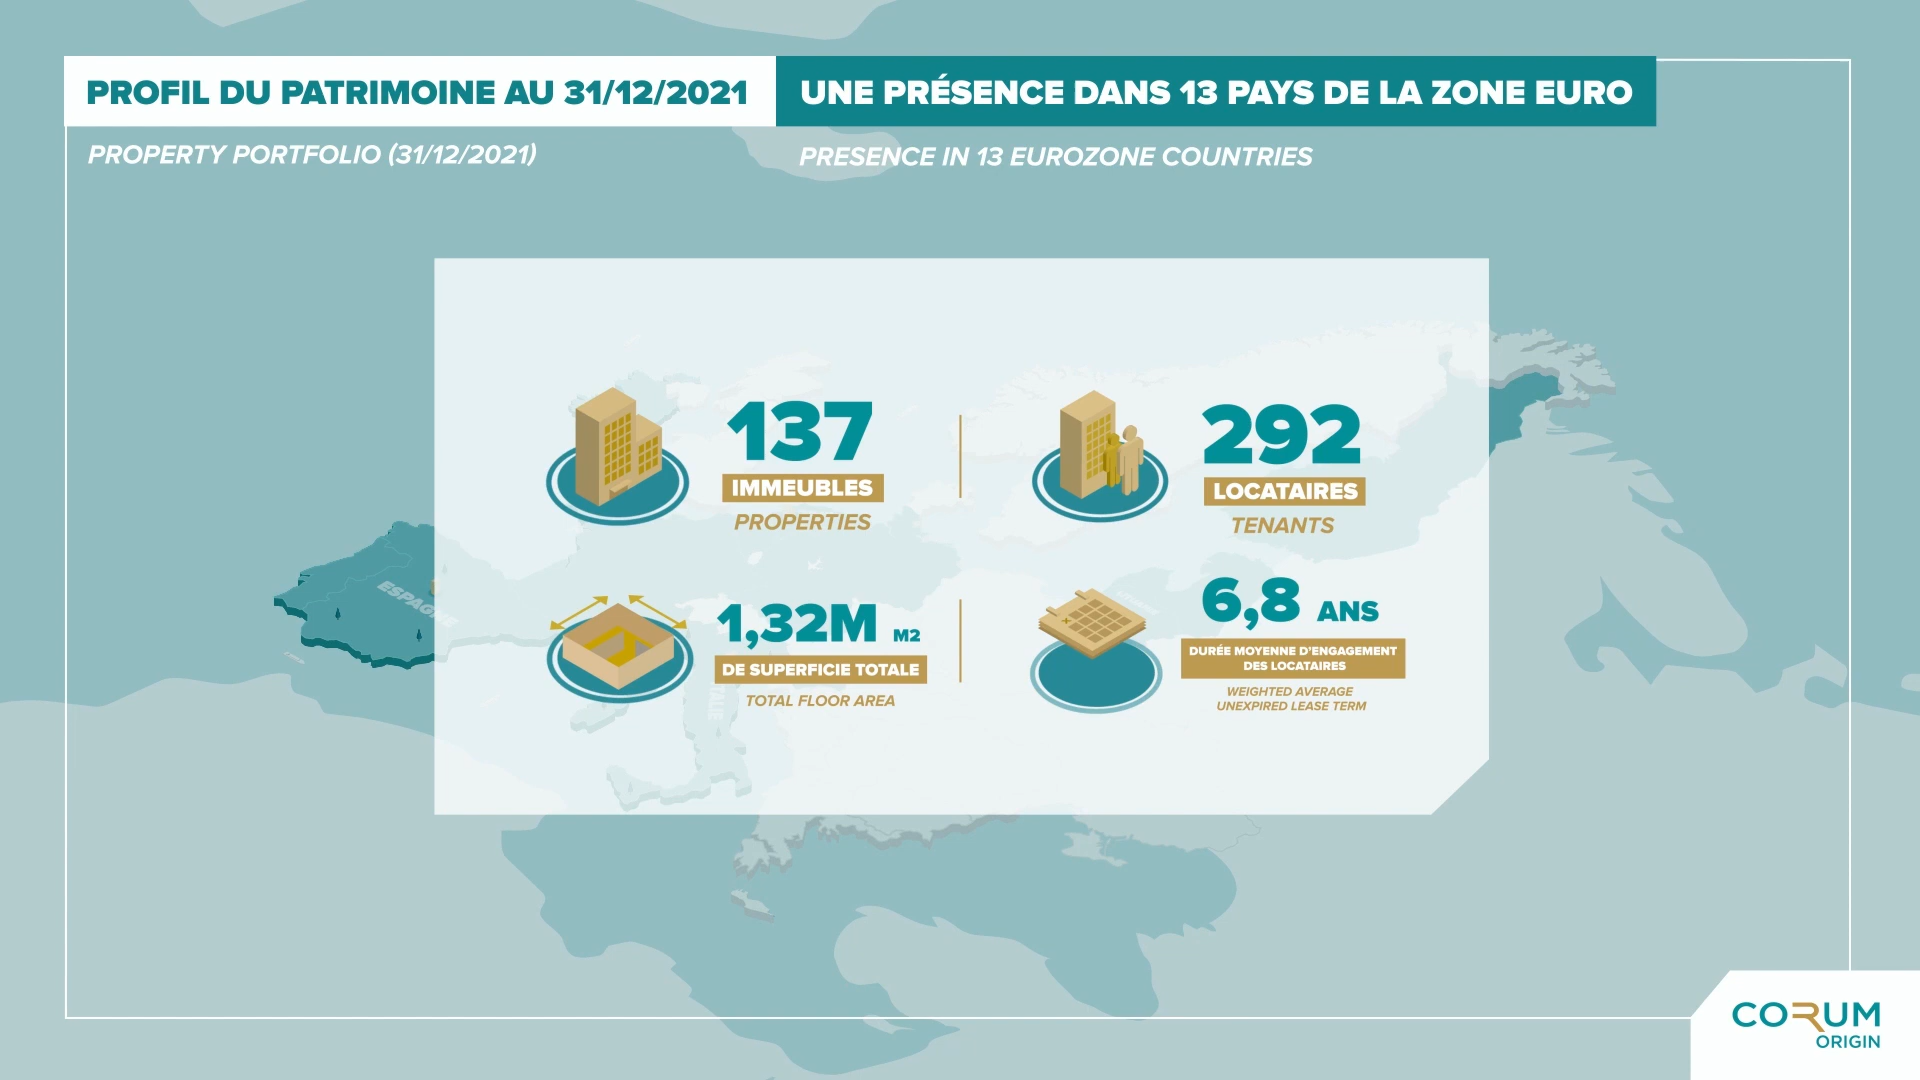 PROFIL DU PATRIMOINE AU 31/12/2021
UNE PRÉSENCE DANS 13 PAYS DE LA ZONE EURO
PROPERTY PORTFOLIO (31/12/2021)
PRESENCE IN 13 EUROZONE COUNTRIES
137
IMMEUBLES
PROPERTIES
292
LOCATAIRES
TENANTS
1,32M M2
DE SUPERFICIE TOTALE
TOTAL FLOOR AREA
6,8 ANS
DURÉE MOYENNE D'ENGAGEMENT
DES LOCATAIRES
WEIGHTED AVERAGE
UNEXPIRED LEASE TERM
ESPAGNE
ITALIE
CORUM
ORIGIN